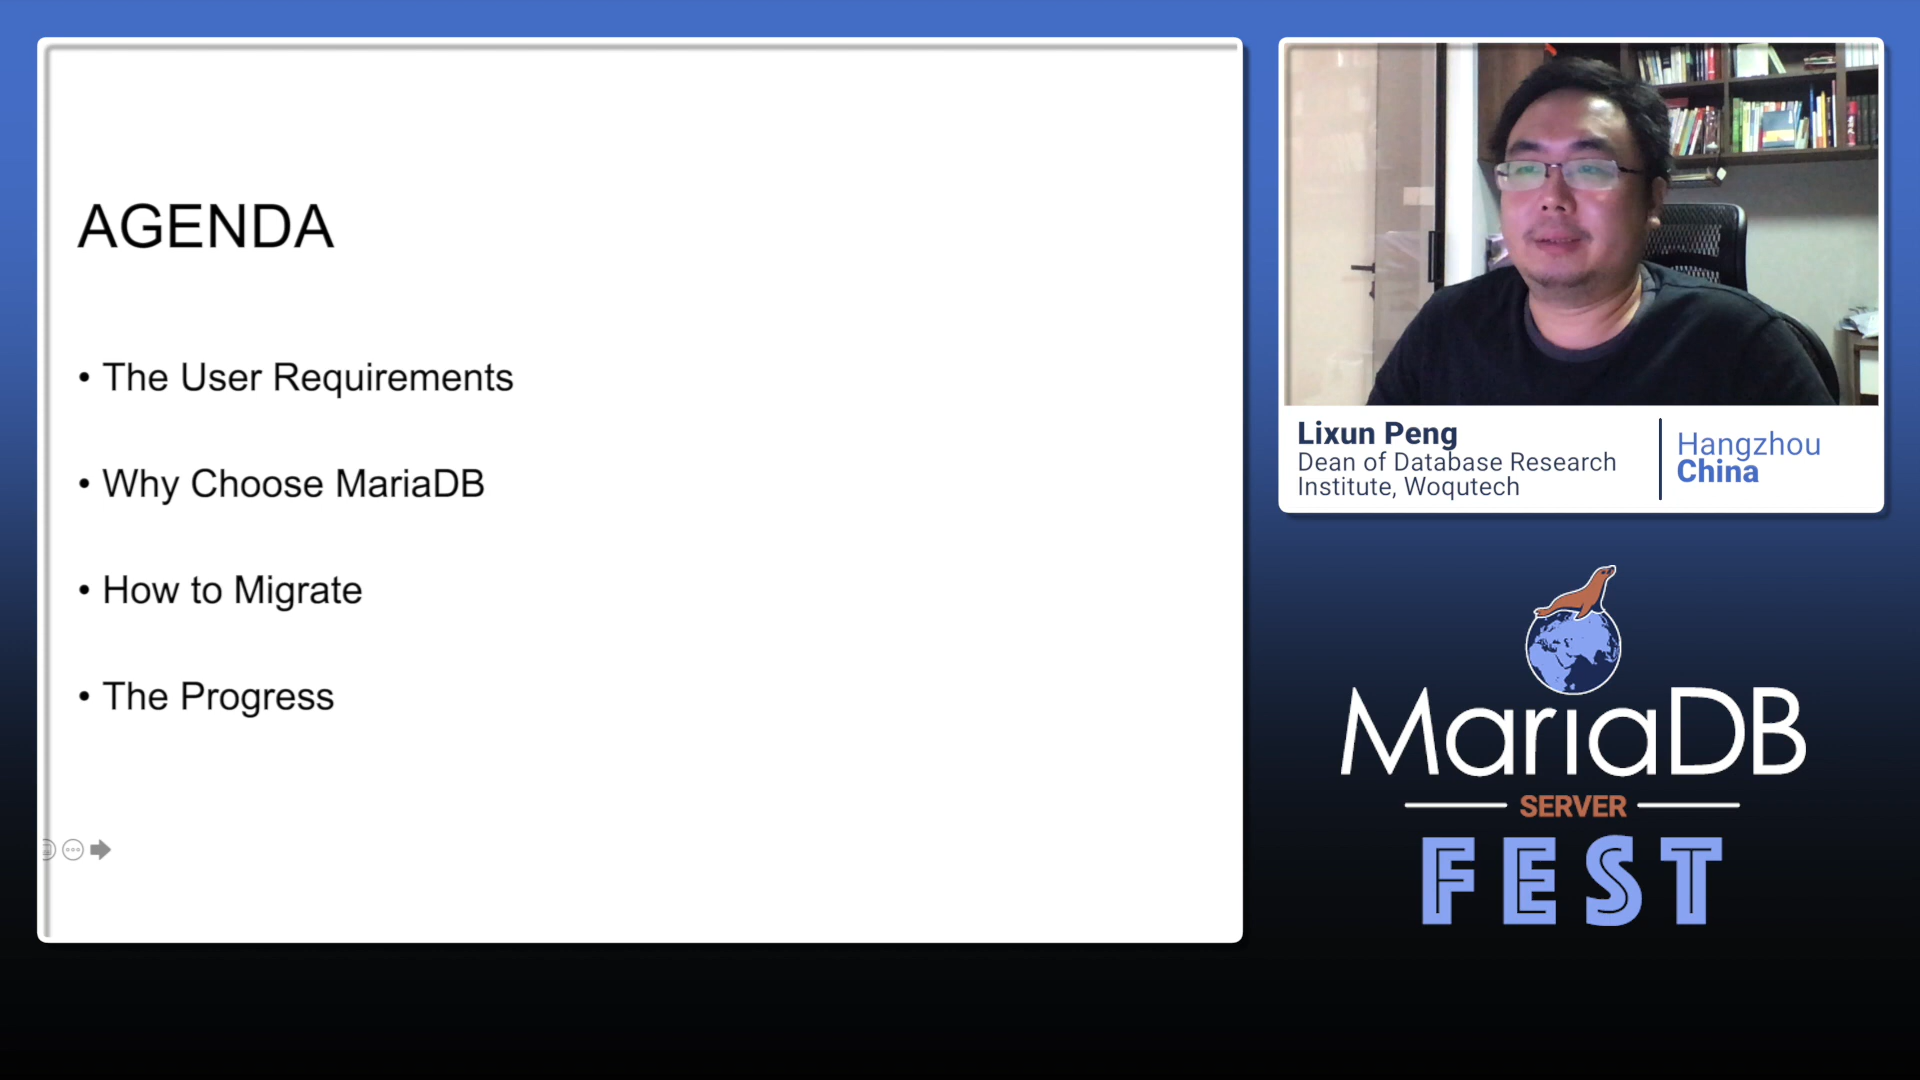 AGENDA
• The User Requirements
• Why Choose MariaDB
• How to Migrate
• The Progress
Lixun Peng
Dean of Database Research
Institute, Woqutech
Hangzhou
China
MariaDB
SERVER
FEST